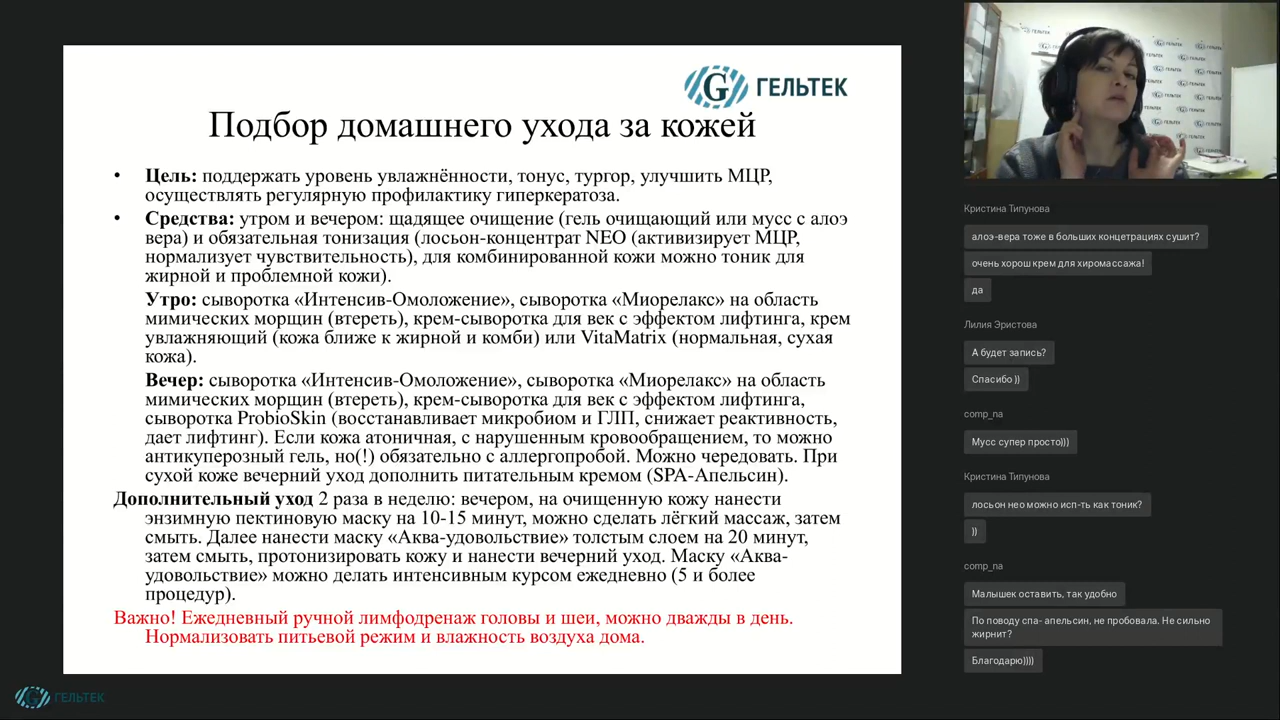 ГЕЛЬТЕК
Подбор домашнего ухода за кожей
• Цель: поддержать уровень увлажнённости, тонус, тургор, улучшить МЦР,
осуществлять регулярную профилактику гиперкератоза.
• Средства: утром и вечером: щадящее очищение (гель очищающий или мусс с алоэ
вера) и обязательная тонизация (лосьон-концентрат NEO (активизирует МЦР,
нормализует чувствительность), для комбинированной кожи можно тоник для
жирной и проблемной кожи).
Утро: сыворотка «Интенсив-Омоложение», сыворотка «Миорелакс» на область
мимических морщин (втереть), крем-сыворотка для век с эффектом лифтинга, крем
увлажняющий (кожа ближе к жирной и комби) или VitaMatrix (нормальная, сухая
кожа).
Вечер: сыворотка «Интенсив-Омоложение», сыворотка «Миорелакс» на область
мимических морщин (втереть), крем-сыворотка для век с эффектом лифтинга,
сыворотка ProbioSkin (восстанавливает микробиом и ГЛП, снижает реактивность,
дает лифтинг). Если кожа атоничная, с нарушенным кровообращением, то можно
антикуперозный гель, но(!) обязательно с аллергопробой. Можно чередовать. При
сухой коже вечерний уход дополнить питательным кремом (SPA-Апельсин).
Дополнительный уход 2 раза в неделю: вечером, на очищенную кожу нанести
энзимную пектиновую маску на 10-15 минут, можно сделать лёгкий массаж, затем
смыть. Далее нанести маску «Аква-удовольствие» толстым слоем на 20 минут,
затем смыть, протонизировать кожу и нанести вечерний уход. Маску «Аква-
удовольствие» можно делать интенсивным курсом ежедневно (5 и более
процедур).
Важно! Ежедневный ручной лимфодренаж головы и шеи, можно дважды в день.
Нормализовать питьевой режим и влажность воздуха дома.
ГЕЛЬТЕК
Кристина Типунова
алоэ-вера тоже в больших концетрациях сушит?
очень хорош крем для хиромассажа!
да
Лилия Эристова
А будет запись?
Спасибо ))
comp_na
Мусс супер просто)))
Кристина Типунова
лосьон нео можно исп-ть как тоник?
))
comp_na
Малышек оставить, так удобно
По поводу спа- апельсин, не пробовала. Не сильно
жирнит?
Благодарю))))